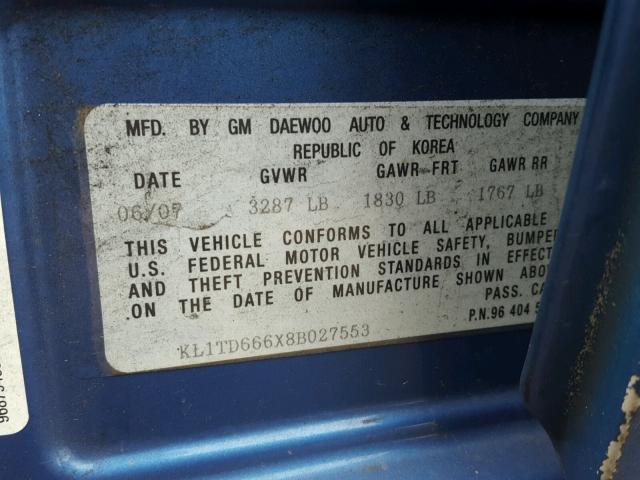 MFD. BY GM DAEWOO AUTO & TECHNOLOGY COMPANY
REPUBLIC OF KOREA
DATE GVWR GAWR-FRT GAWR RR
06/07 3287 LB 1830 LB 1767 LB
THIS VEHICLE CONFORMS TO ALL APPLICABLE
U.S. FEDERAL MOTOR VEHICLE SAFETY, BUMPE
AND THEFT PREVENTION STANDARDS IN EFFECT
ON THE DATE OF MANUFACTURE SHOWN ABOV
PASS. CA
P.N.96 404
KL1TD666X8B027553